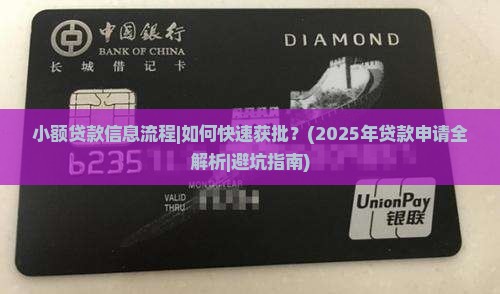 中国银行
BANK OF CHINA
DIAMOND
长城借记卡
小额贷款信息流程|如何快速获批？(2025年贷款申请全
解析|避坑指南)
6235
VALID
THRU
UnionPay
银联